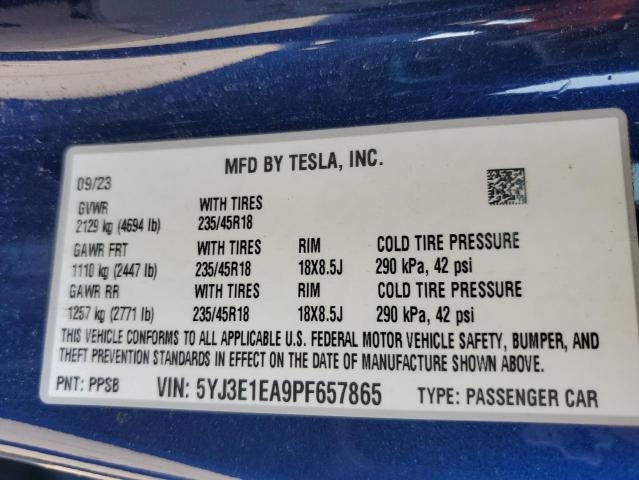 MFD BY TESLA, INC.
09/23
GVWR WITH TIRES
2129 kg (4694 lb) 235/45R18
GAWR FRT WITH TIRES RIM COLD TIRE PRESSURE
1110 kg (2447 lb) 235/45R18 18X8.5J 290 kPa, 42 psi
GAWR RR WITH TIRES RIM COLD TIRE PRESSURE
1257 kg (2771 lb) 235/45R18 18X8.5J 290 kPa, 42 psi
THIS VEHICLE CONFORMS TO ALL APPLICABLE U.S. FEDERAL MOTOR VEHICLE SAFETY, BUMPER, AND
THEFT PREVENTION STANDARDS IN EFFECT ON THE DATE OF MANUFACTURE SHOWN ABOVE.
PNT: PPSB VIN: 5YJ3E1EA9PF657865 TYPE: PASSENGER CAR